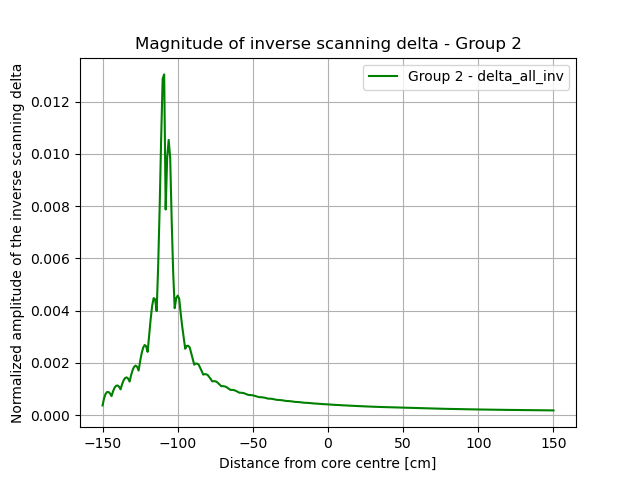 Magnitude of inverse scanning delta - Group 2
Group 2 - delta_all_inv
Normalized amplitude of the inverse scanning delta
0.012
0.010
0.008
0.006
0.004
0.002
0.000
−150 −100 −50 0 50 100 150
Distance from core centre [cm]